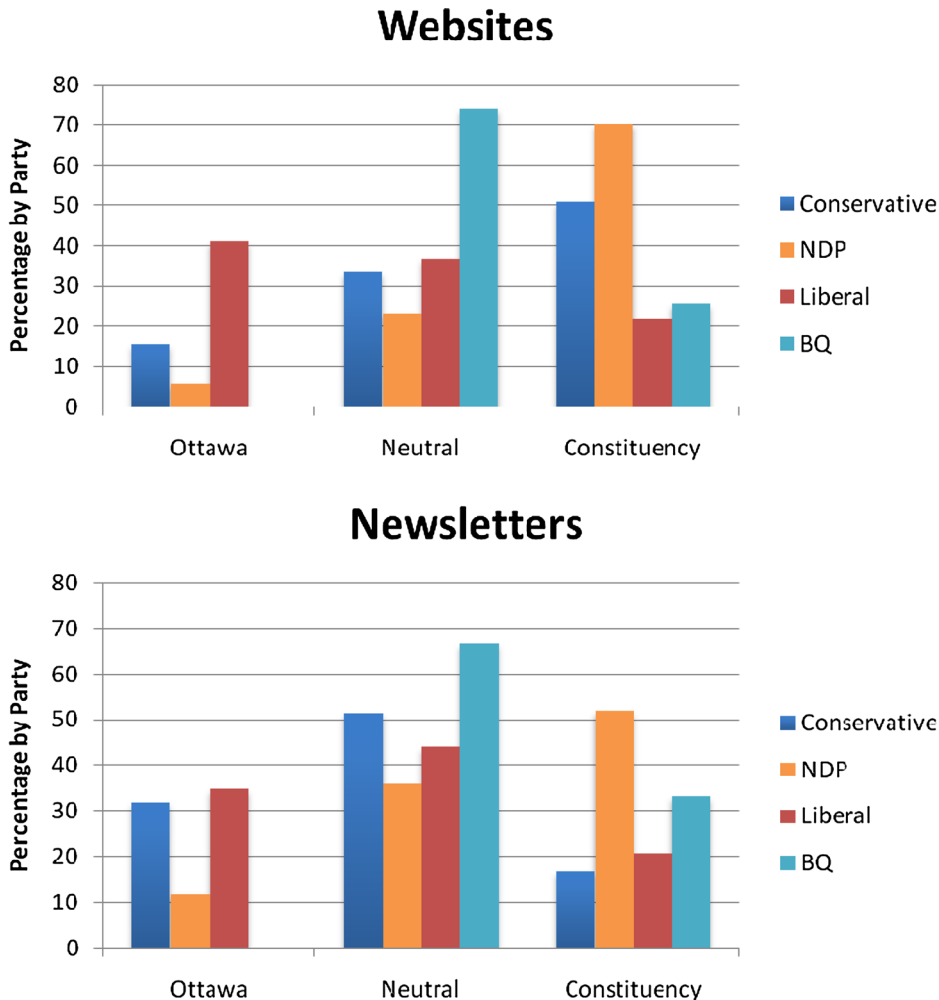 Websites
Percentage by Party
80
70
60
50
40
30
20
10
0
Ottawa
Neutral
Constituency
Conservative
NDP
Liberal
BQ
Newsletters
Percentage by Party
80
70
60
50
40
30
20
10
0
Ottawa
Neutral
Constituency
Conservative
NDP
Liberal
BQ